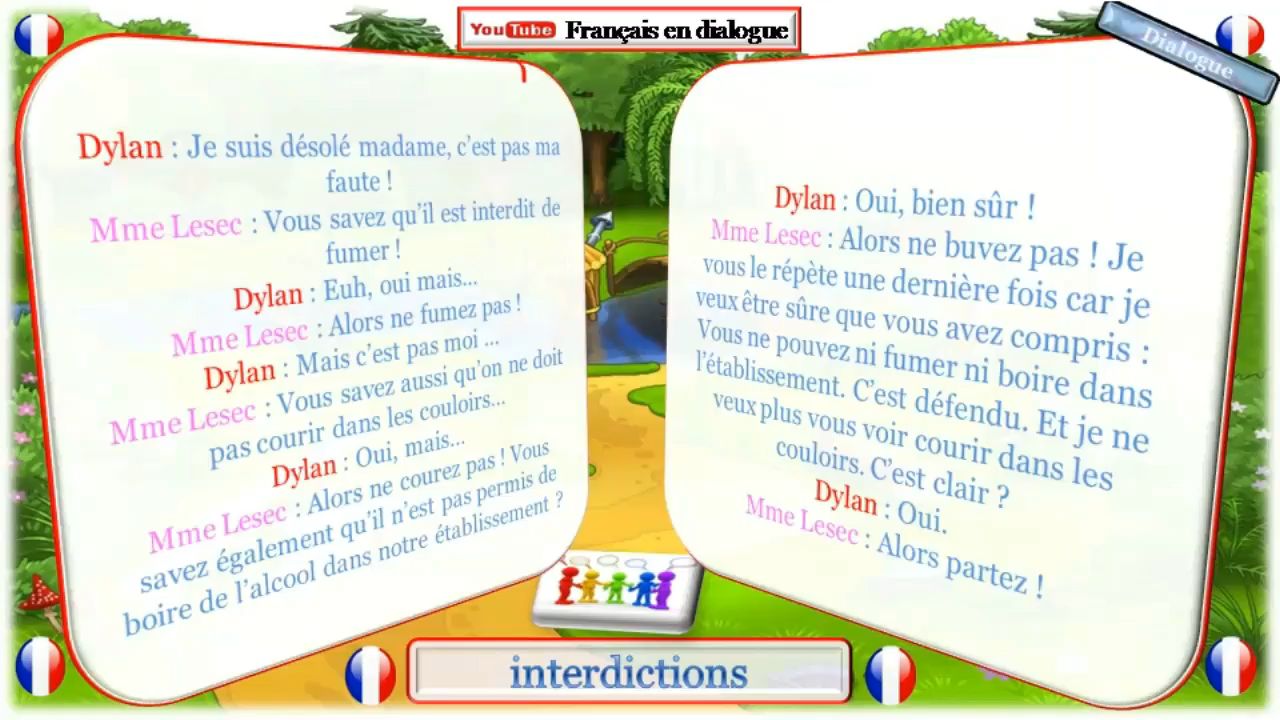 YouTube Français en dialogue
Dialogue
Dylan : Je suis désolé madame, c'est pas ma
faute !
Mme Lesec : Vous savez qu'il est interdit de
fumer !
Dylan : Euh, oui mais...
Mme Lesec : Alors ne fumez pas !
Dylan : Mais c'est pas moi ...
Mme Lesec : Vous savez aussi qu'on ne doit
pas courir dans les couloirs...
Dylan : Oui, mais...
Mme Lesec : Alors ne courez pas ! Vous
savez également qu'il n'est pas permis de
boire de l'alcool dans notre établissement ?
Dylan : Oui, bien sûr !
Mme Lesec : Alors ne buvez pas ! Je
vous le répète une dernière fois car je
veux être sûre que vous avez compris :
Vous ne pouvez ni fumer ni boire dans
l'établissement. C'est défendu. Et je ne
veux plus vous voir courir dans les
couloirs. C'est clair ?
Dylan : Oui.
Mme Lesec : Alors partez !
interdictions